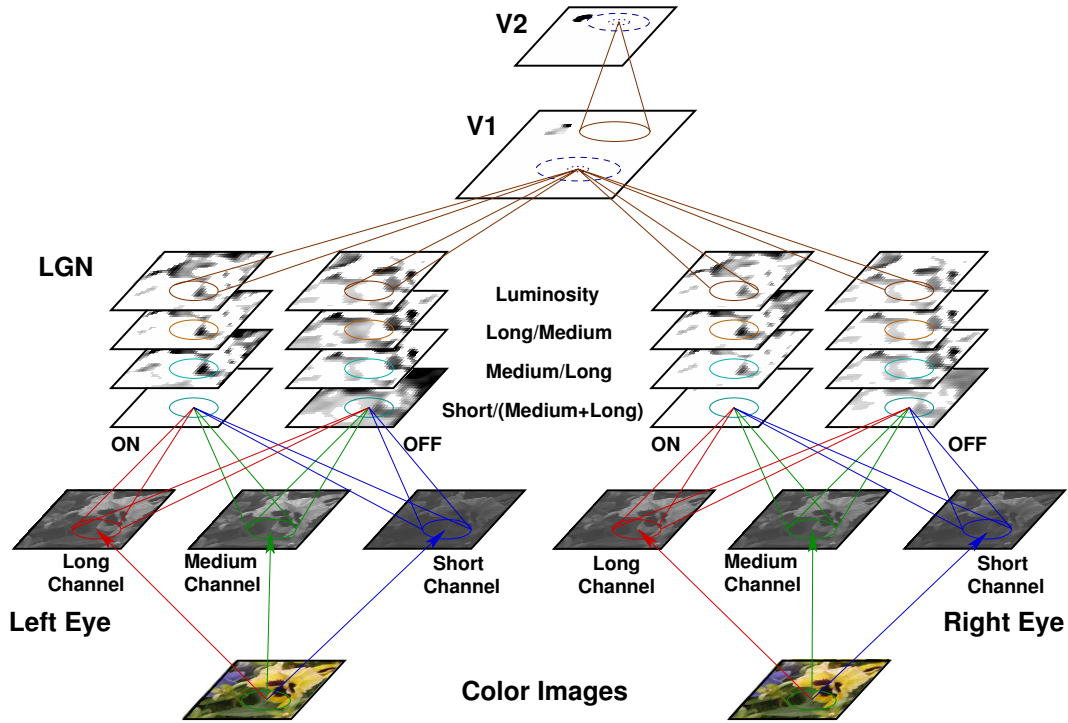 V2
V1
LGN
Luminosity
Long/Medium
Medium/Long
Short/(Medium+Long)
ON
OFF
ON
OFF
Long
Channel
Medium
Channel
Short
Channel
Long
Channel
Medium
Channel
Short
Channel
Left Eye
Right Eye
Color Images